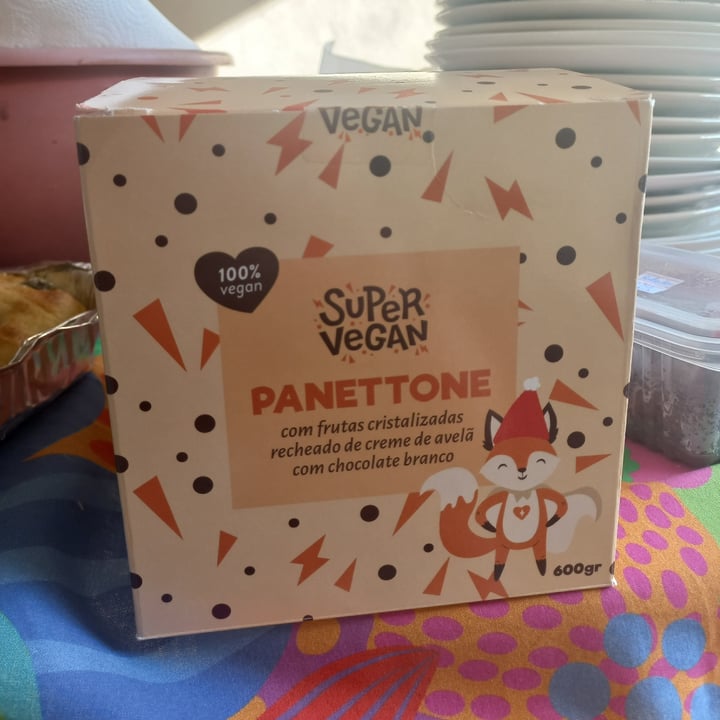 VeGAN
100%
vegan
SuPeR
VeGAN
PANETTONE
com frutas cristalizadas
recheado de creme de avelã
com chocolate branco
600gr